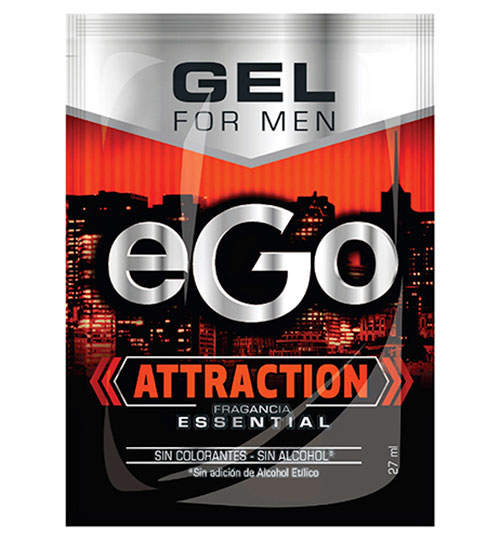 GEL
FOR MEN
eGo
ATTRACTION
FRAGANCIA
ESSENTIAL
SIN COLORANTES - SIN ALCOHOL*
*Sin adición de Alcohol Etílico
27 ml